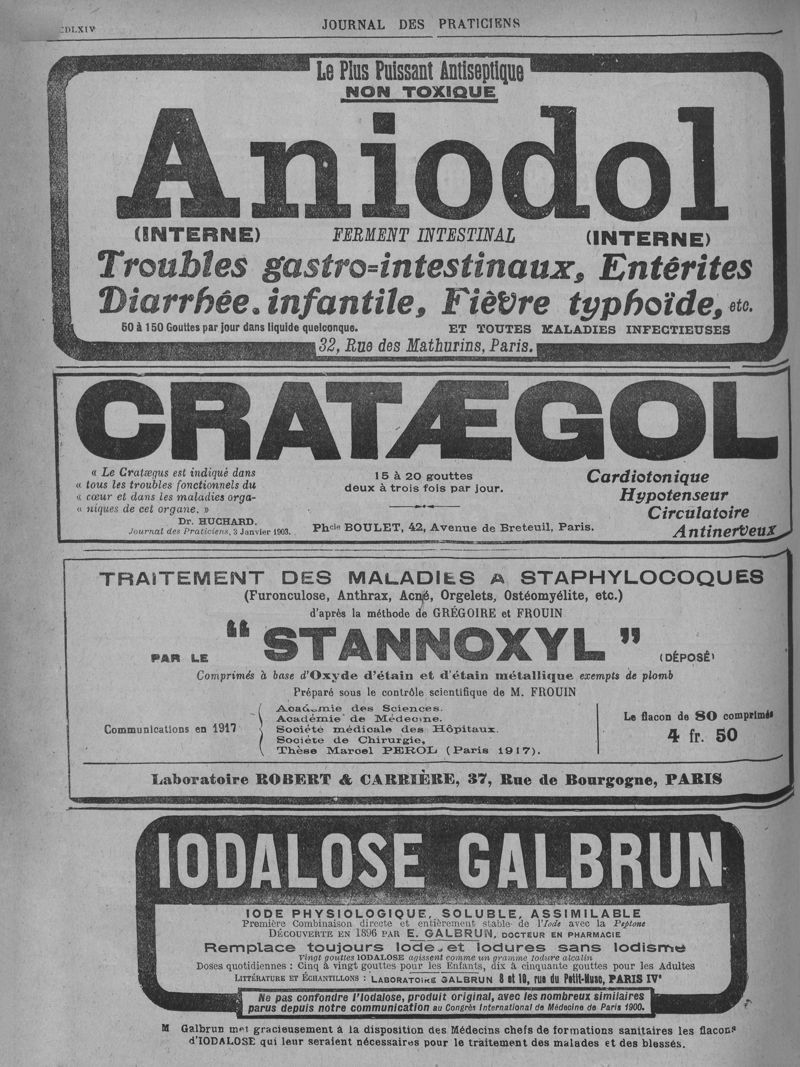 CDLXIV
JOURNAL DES PRATICIENS
Le Plus Puissant Antiseptique
NON TOXIQUE
Aniodol
(INTERNE) FERMENT INTESTINAL (INTERNE)
Troubles gastro=intestinaux, Entérites
Diarrhée infantile, Fièvre typhoïde, etc.
50 à 150 Gouttes par jour dans liquide quelconque. ET TOUTES MALADIES INFECTIEUSES
32, Rue des Mathurins, Paris.
CRATÆGOL
« Le Cratægus est indiqué dans
« tous les troubles fonctionnels du
« cœur et dans les maladies orga-
« niques de cet organe. »
Dr. HUCHARD.
Journal des Praticiens, 3 Janvier 1903.
15 à 20 gouttes
deux à trois fois par jour.
Phcie BOULET, 42, Avenue de Breteuil, Paris.
Cardiotonique
Hypotenseur
Circulatoire
Antinerveux
TRAITEMENT DES MALADIES A STAPHYLOCOQUES
(Furonculose, Anthrax, Acné, Orgelets, Ostéomyélite, etc.)
d'après la méthode de GRÉGOIRE et FROUIN
PAR LE "STANNOXYL" (DÉPOSÉ)
Comprimés à base d'Oxyde d'étain et d'étain métallique exempts de plomb
Préparé sous le contrôle scientifique de M. FROUIN
Communications en 1917
Académie des Sciences.
Académie de Médecine.
Société médicale des Hôpitaux.
Société de Chirurgie,
Thèse Marcel PEROL (Paris 1917).
Le flacon de 80 comprimés
4 fr. 50
Laboratoire ROBERT & CARRIÈRE, 37, Rue de Bourgogne, PARIS
IODALOSE GALBRUN
IODE PHYSIOLOGIQUE, SOLUBLE, ASSIMILABLE
Première Combinaison directe et entièrement stable de l'Iode avec la Peptone
DÉCOUVERTE EN 1896 PAR E. GALBRUN, DOCTEUR EN PHARMACIE
Remplace toujours Iode et Iodures sans Iodisme
Vingt gouttes IODALOSE agissent comme un gramme Iodure alcalin
Doses quotidiennes : Cinq à vingt gouttes pour les Enfants, dix à cinquante gouttes pour les Adultes
LITTÉRATURE ET ÉCHANTILLONS : LABORATOIRE GALBRUN 8 et 18, rue du Petit-Musc, PARIS IVe
Ne pas confondre l'Iodalose, produit original, avec les nombreux similaires
parus depuis notre communication au Congrès International de Médecine de Paris 1900.
M Galbrun met gracieusement à la disposition des Médecins chefs de formations sanitaires les flacons
d'IODALOSE qui leur seraient nécessaires pour le traitement des malades et des blessés.